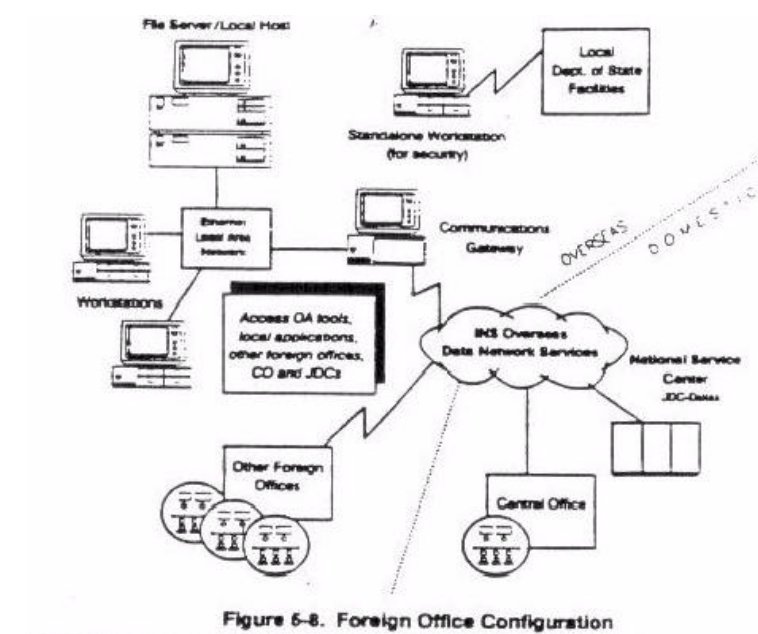 File Server/Local Host
Local
Dept. of State
Facilities
Standalone Workstation
(for security)
Ethernet
Local Area
Network
Communications
Gateway
OVERSEAS
DOMESTIC
Workstations
Access OA tools,
local applications,
other foreign offices,
CO and JDCs
INS Overseas
Data Network Services
National Service
Center
JDC-Dallas
Other Foreign
Offices
Central Office
Figure 5-8. Foreign Office Configuration